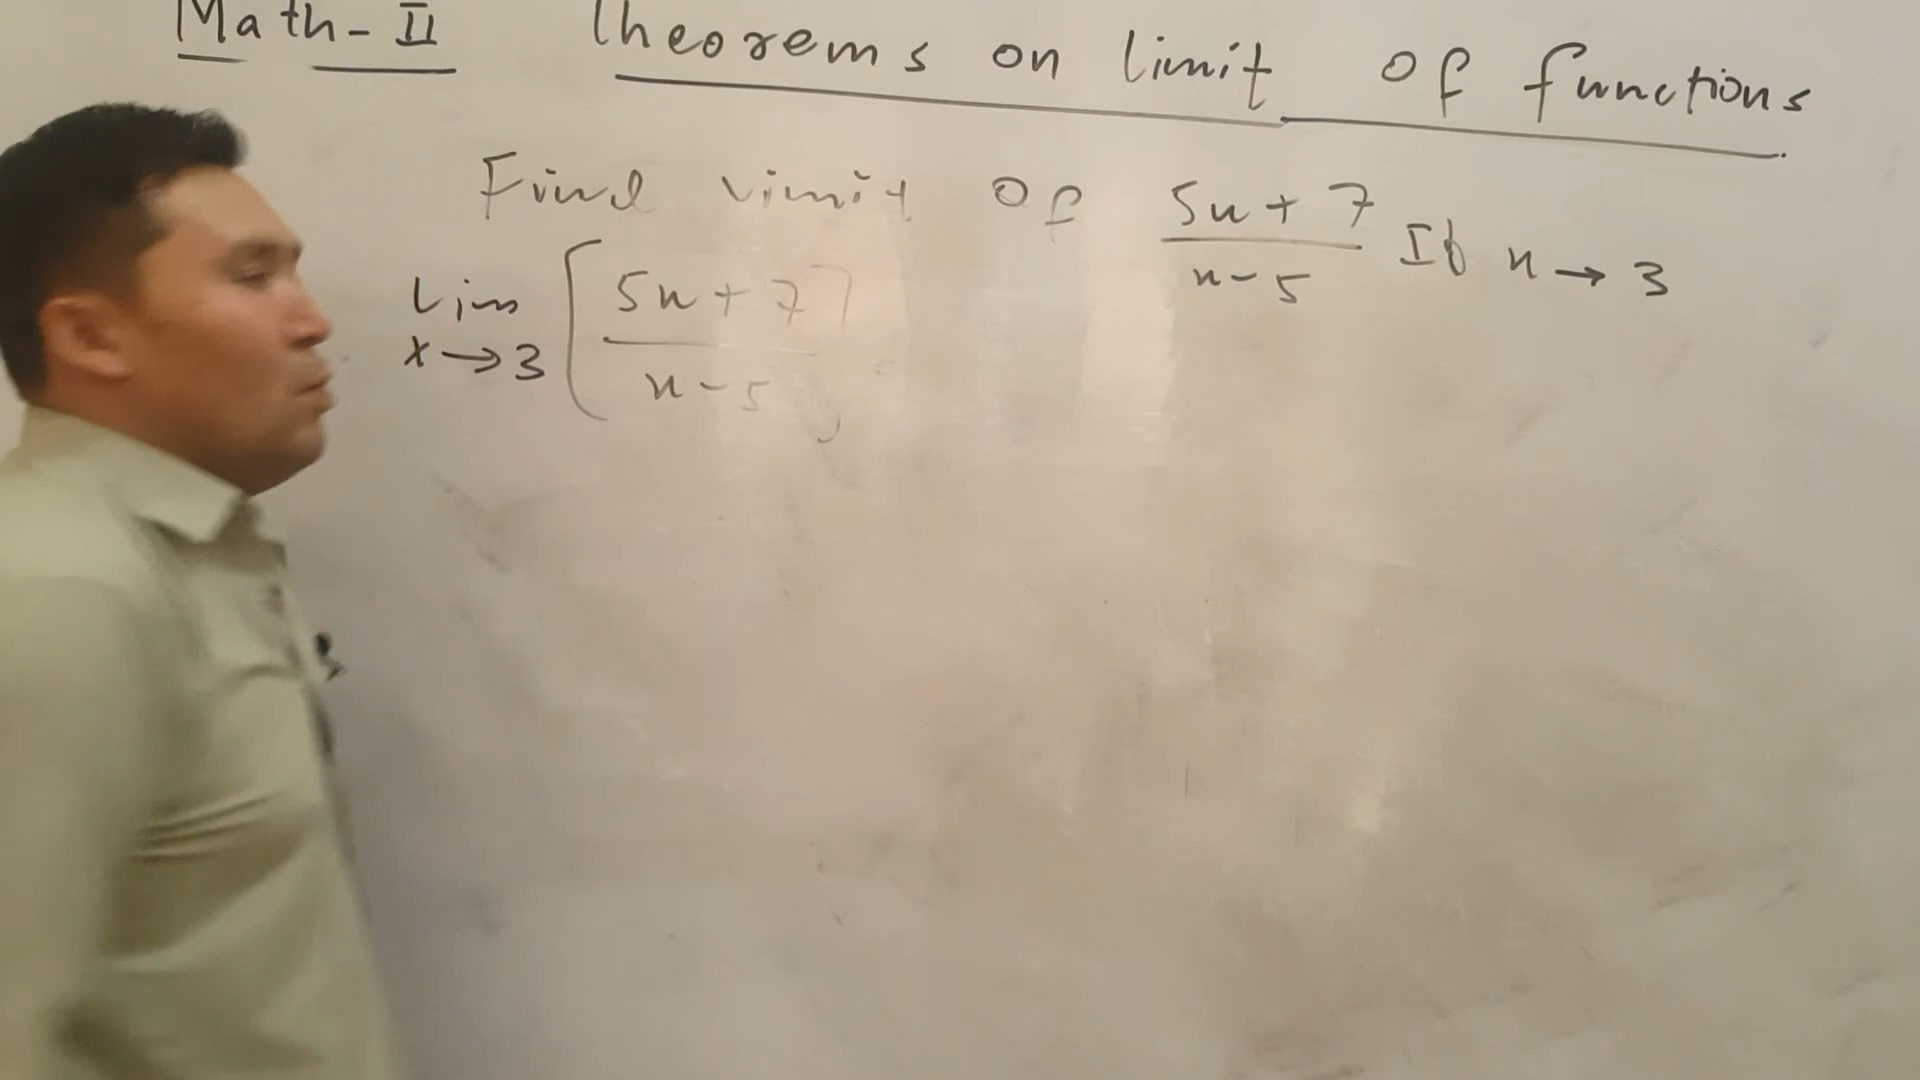 Math-II Theorems on limit of functions
Find limit of 5x+7 / x-5 If x → 3
Lim x→3 [5x+7 / x-5]